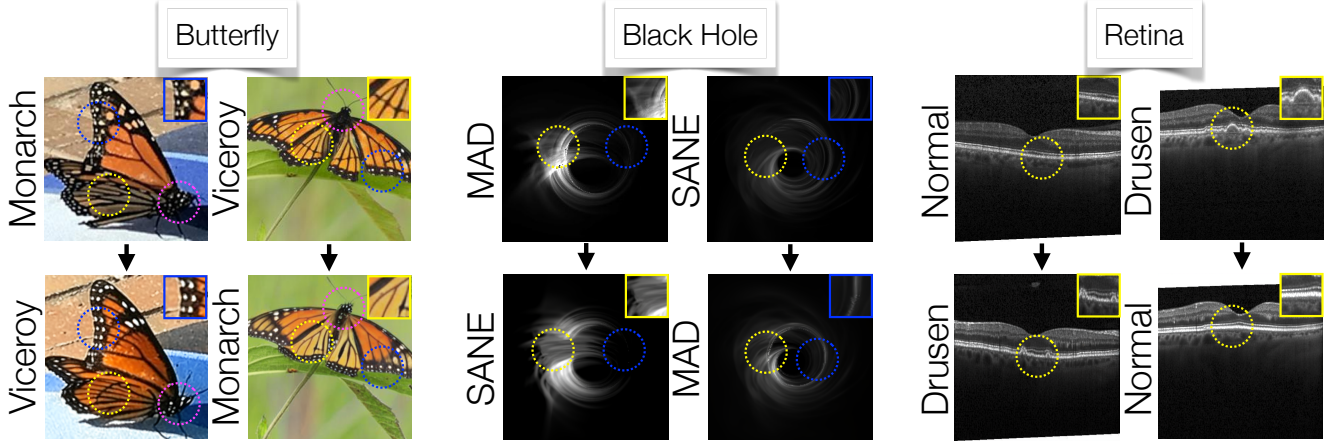 Butterfly
Black Hole
Retina
Monarch
Viceroy
MAD
SANE
Normal
Drusen
Viceroy
Monarch
SANE
MAD
Drusen
Normal